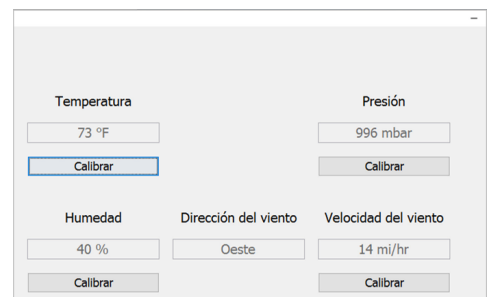 Temperatura Presión
73 °F 996 mbar
Calibrar Calibrar
Humedad Dirección del viento Velocidad del viento
40 % Oeste 14 mi/hr
Calibrar Calibrar